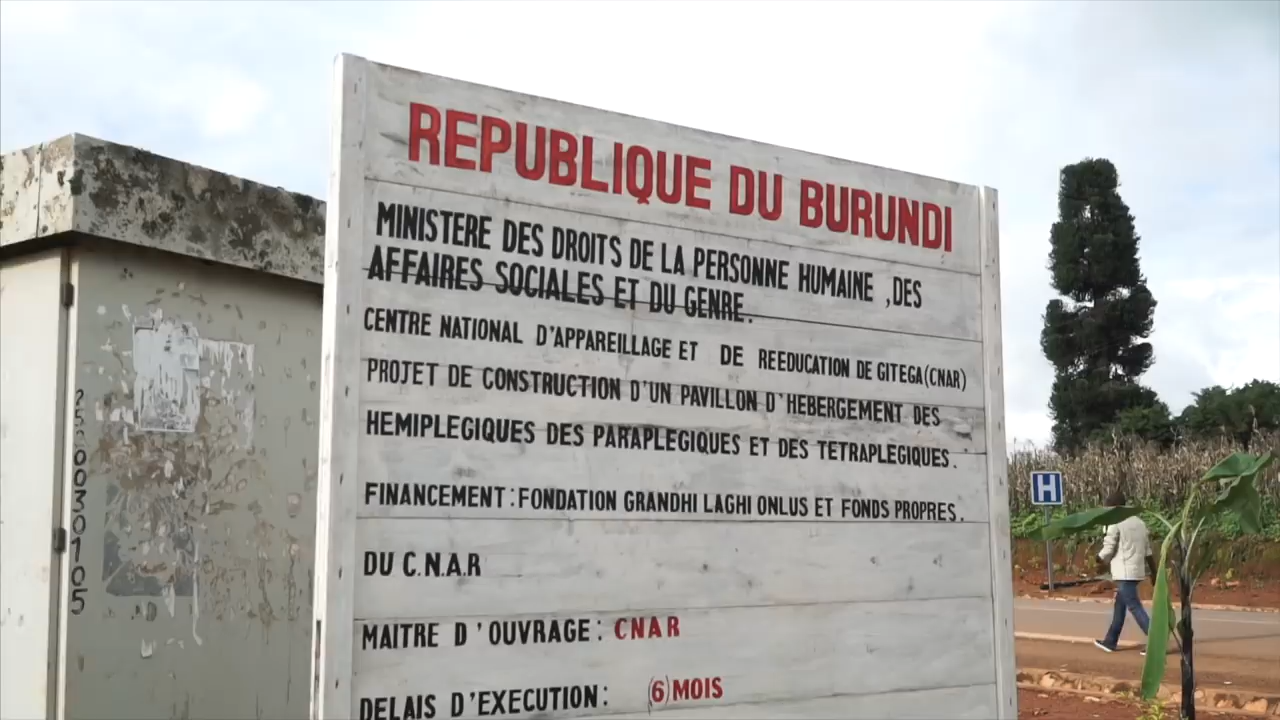 REPUBLIQUE DU BURUNDI
MINISTERE DES DROITS DE LA PERSONNE HUMAINE ,DES
AFFAIRES SOCIALES ET DU GENRE.
CENTRE NATIONAL D'APPAREILLAGE ET DE REEDUCATION DE GITEGA(CNAR)
PROJET DE CONSTRUCTION D'UN PAVILLON D'HEBERGEMENT DES
HEMIPLEGIQUES DES PARAPLEGIQUES ET DES TETRAPLEGIQUES.
FINANCEMENT:FONDATION GRANDHI LAGHI ONLUS ET FONDS PROPRES.
DU C.N.A.R
MAITRE D'OUVRAGE: CNAR
DELAIS D'EXECUTION: (6)MOIS
H